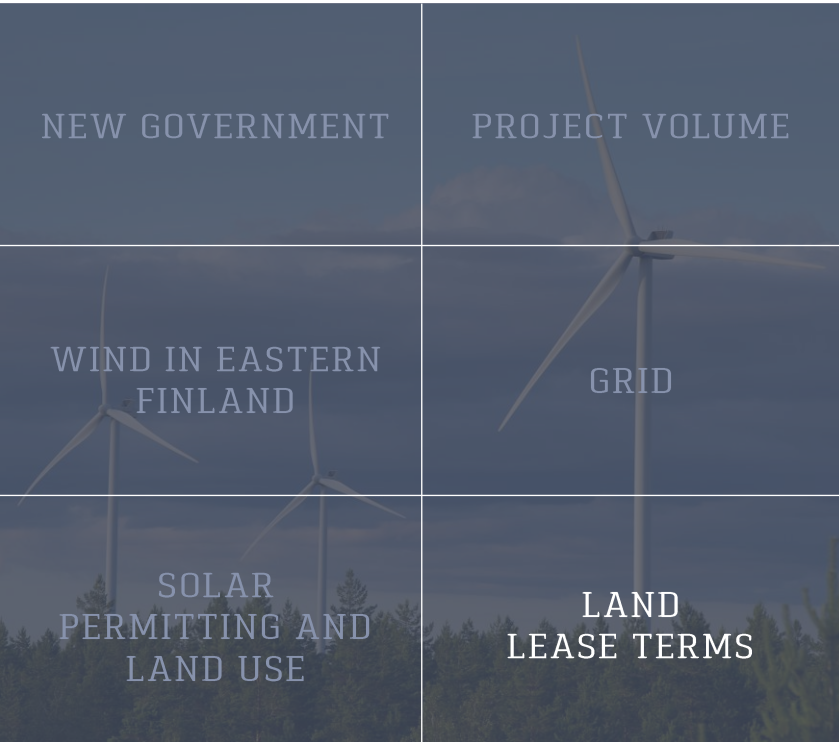 NEW GOVERNMENT
PROJECT VOLUME
WIND IN EASTERN
FINLAND
GRID
SOLAR
PERMITTING AND
LAND USE
LAND
LEASE TERMS